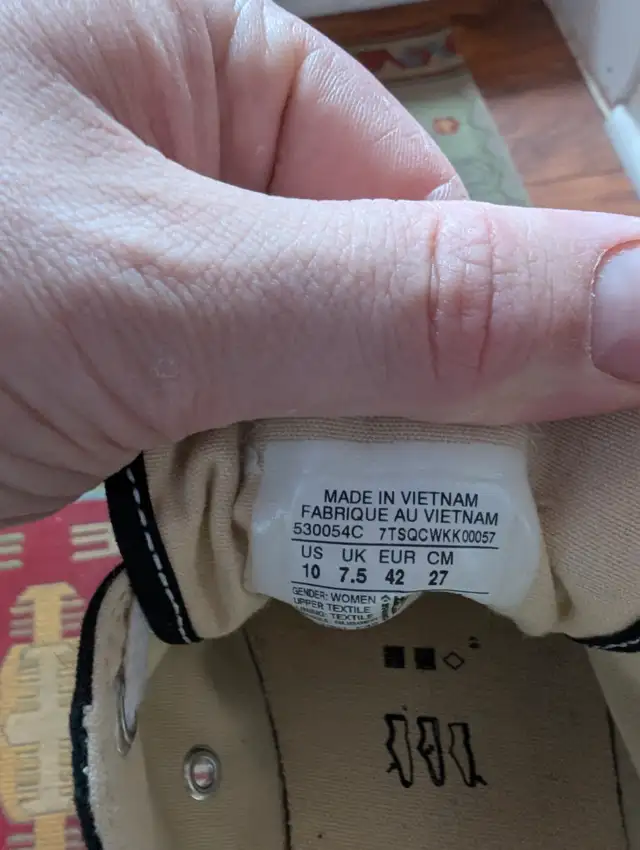 MADE IN VIETNAM
FABRIQUE AU VIETNAM
530054C 7TSQCWKK00057
US UK EUR CM
10 7.5 42 27
GENDER: WOMEN
UPPER TEXTILE
TEXTILE